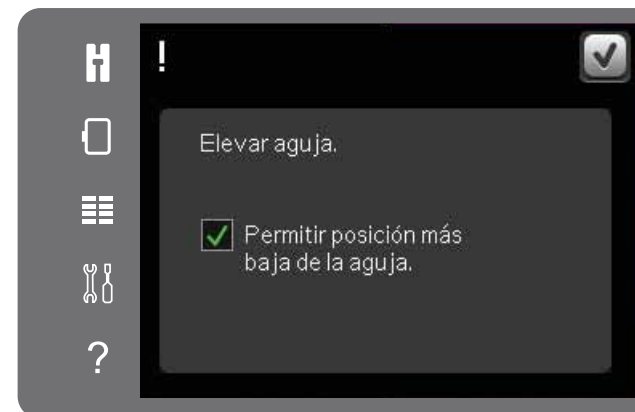 !
Elevar aguja.
Permitir posición más
baja de la aguja.
?